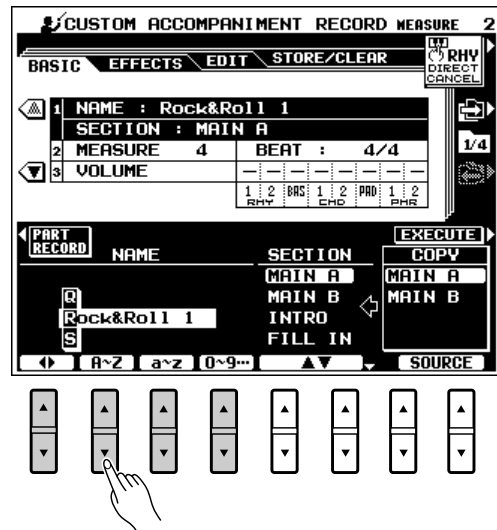 CUSTOM ACCOMPANIMENT RECORD MEASURE 2
BASIC EFFECTS EDIT STORE/CLEAR
RHY
DIRECT
CANCEL
1 NAME : Rock&Roll 1
SECTION : MAIN A
2 MEASURE 4 BEAT : 4/4
1/4
3 VOLUME – – – – – – – –
1 2 BAS 1 2 PAD 1 2
RHY CHD PHR
PART
RECORD
EXECUTE
NAME SECTION COPY
MAIN A MAIN A
Q MAIN B MAIN B
Rock&Roll 1 INTRO
S FILL IN
A~Z a~z 0~9… SOURCE